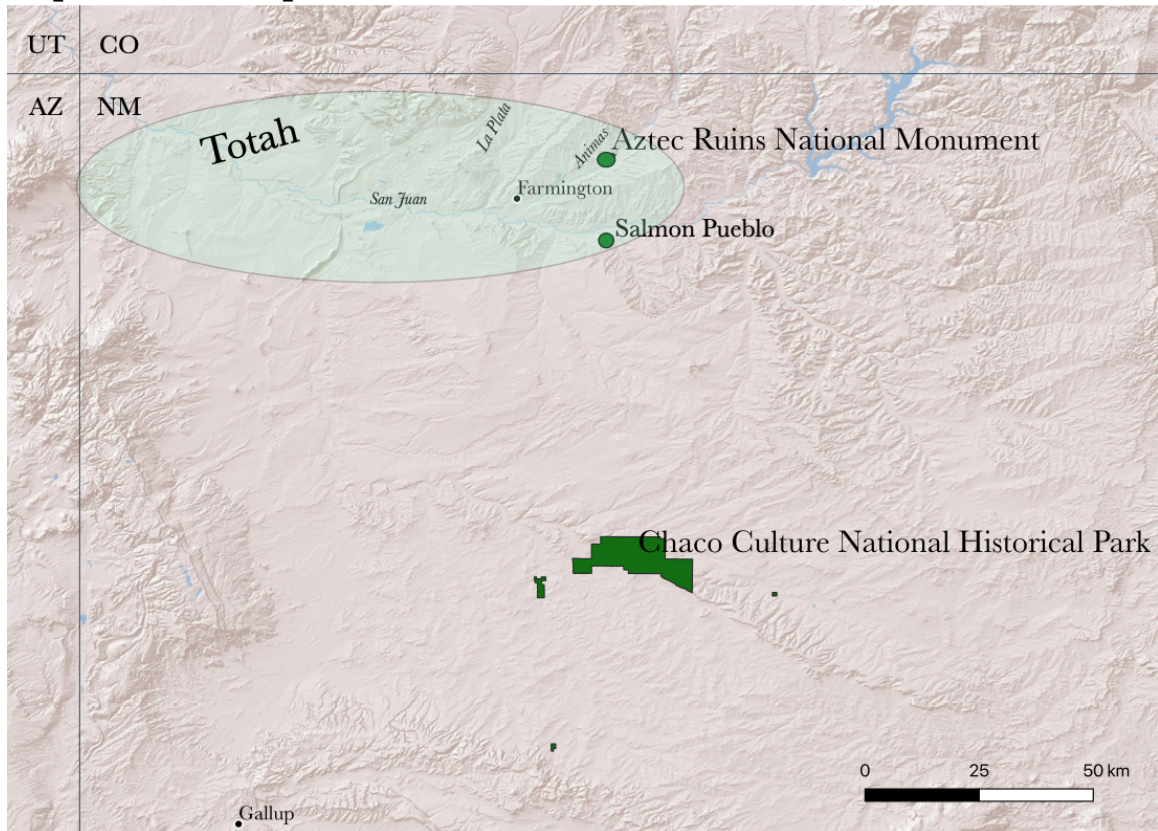 UT CO
AZ NM
Totah
La Plata
Animas
Aztec Ruins National Monument
Farmington
San Juan
Salmon Pueblo
Chaco Culture National Historical Park
0 25 50 km
Gallup